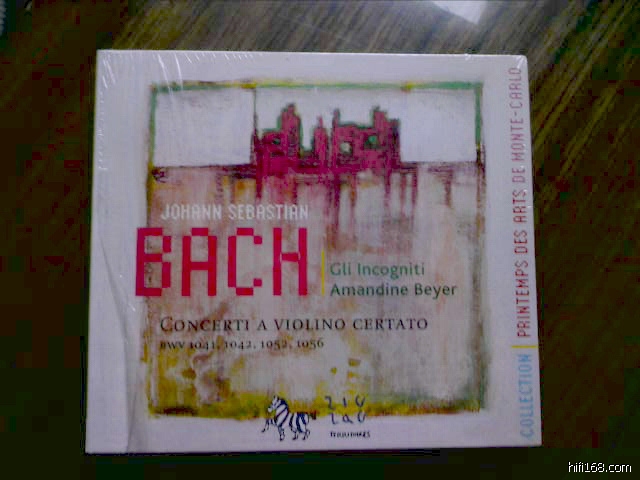 JOHANN SEBASTIAN
BACH
Gli Incogniti
Amandine Beyer
CONCERTI A VIOLINO CERTATO
BWV 1041, 1042, 1052, 1056
zig
zag
TERRITOIRES
COLLECTION | PRINTEMPS DES ARTS DE MONTE-CARLO
hifi168.com